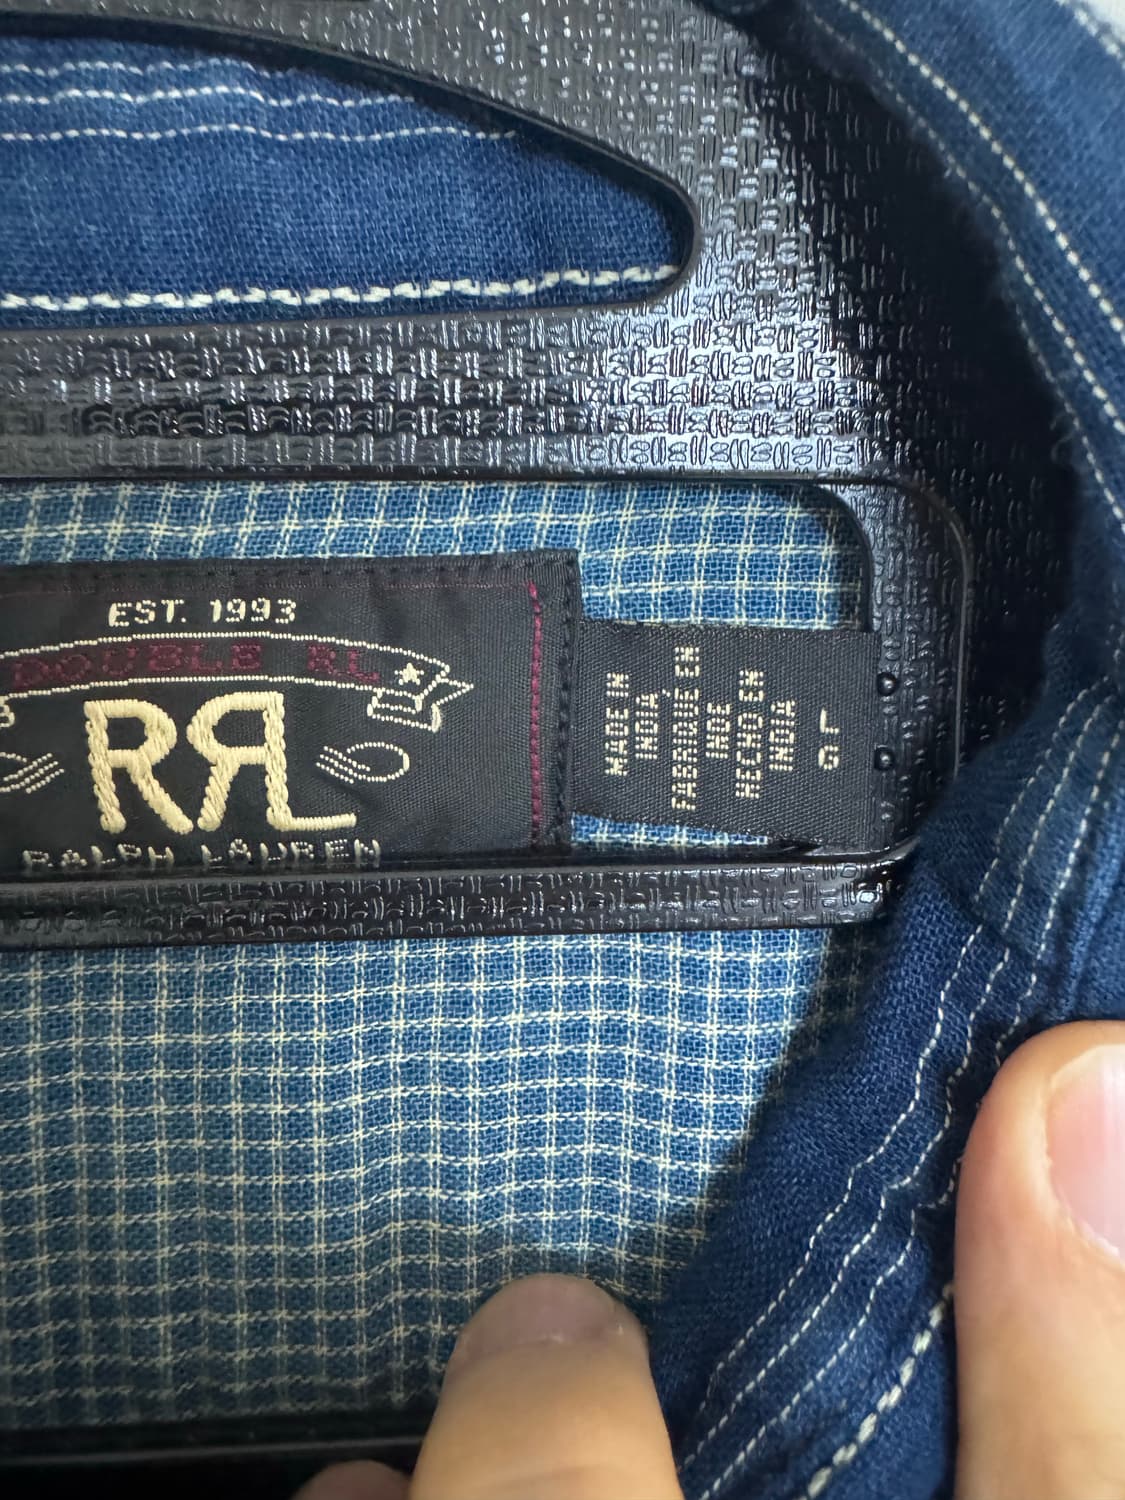 EST. 1993
DOUBLE RL
RRL
RALPH LAUREN
MADE IN
INDIA
FABRIQUÉ EN
INDE
HECHO EN
INDIA